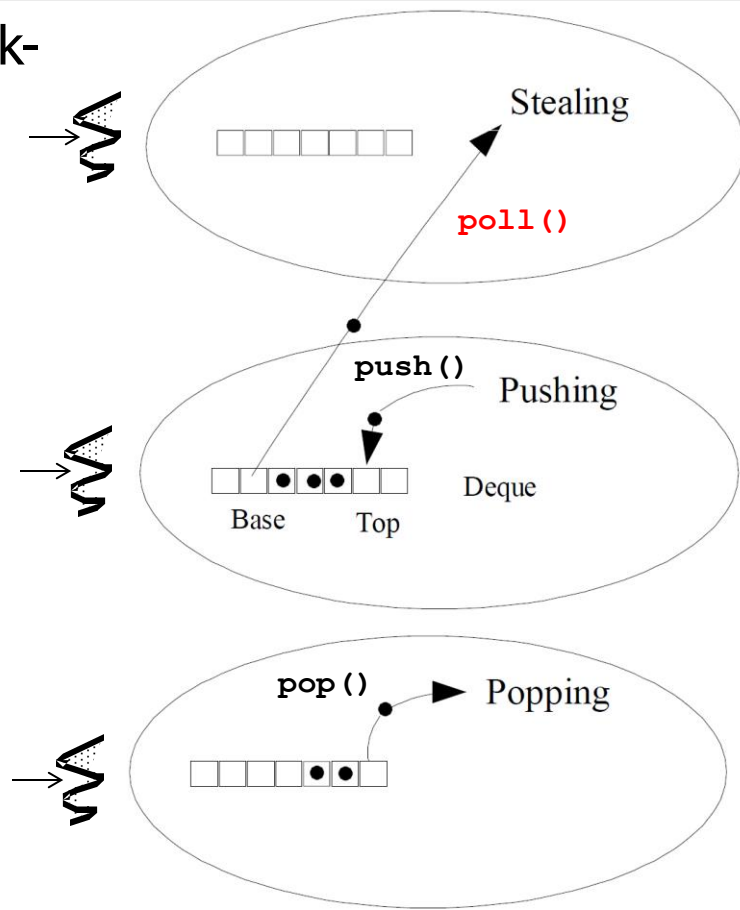 k-
Stealing
poll()
push()
Pushing
Deque
Base Top
pop()
Popping